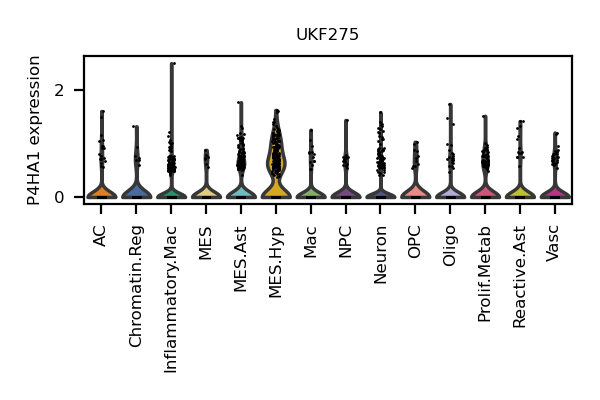 UKF275
P4HA1 expression
2
0
AC
Chromatin.Reg
Inflammatory.Mac
MES
MES.Ast
MES.Hyp
Mac
NPC
Neuron
OPC
Oligo
Prolif.Metab
Reactive.Ast
Vasc